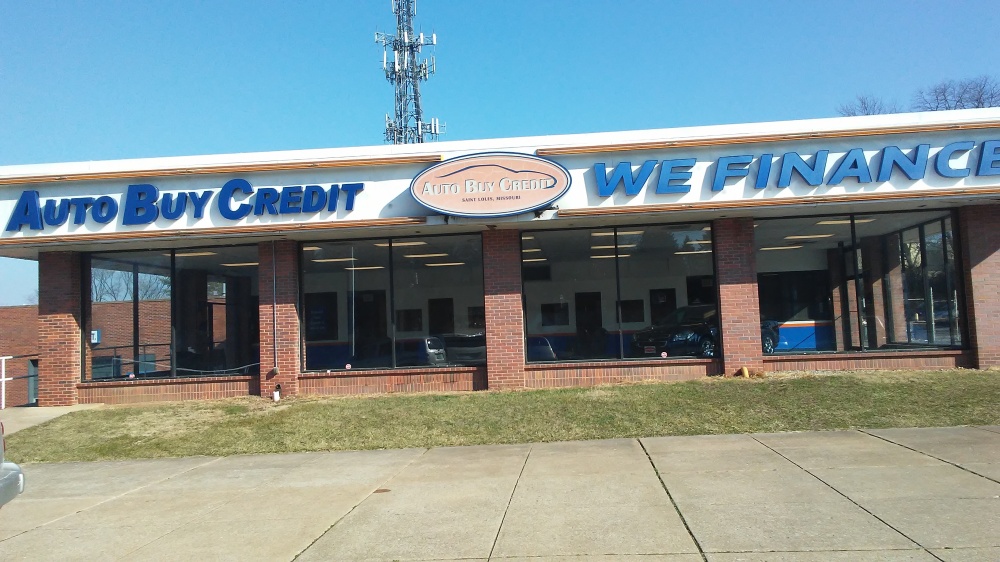 AUTO BUY CREDIT
AUTO BUY CREDIT
SAINT LOUIS, MISSOURI
WE FINANCE